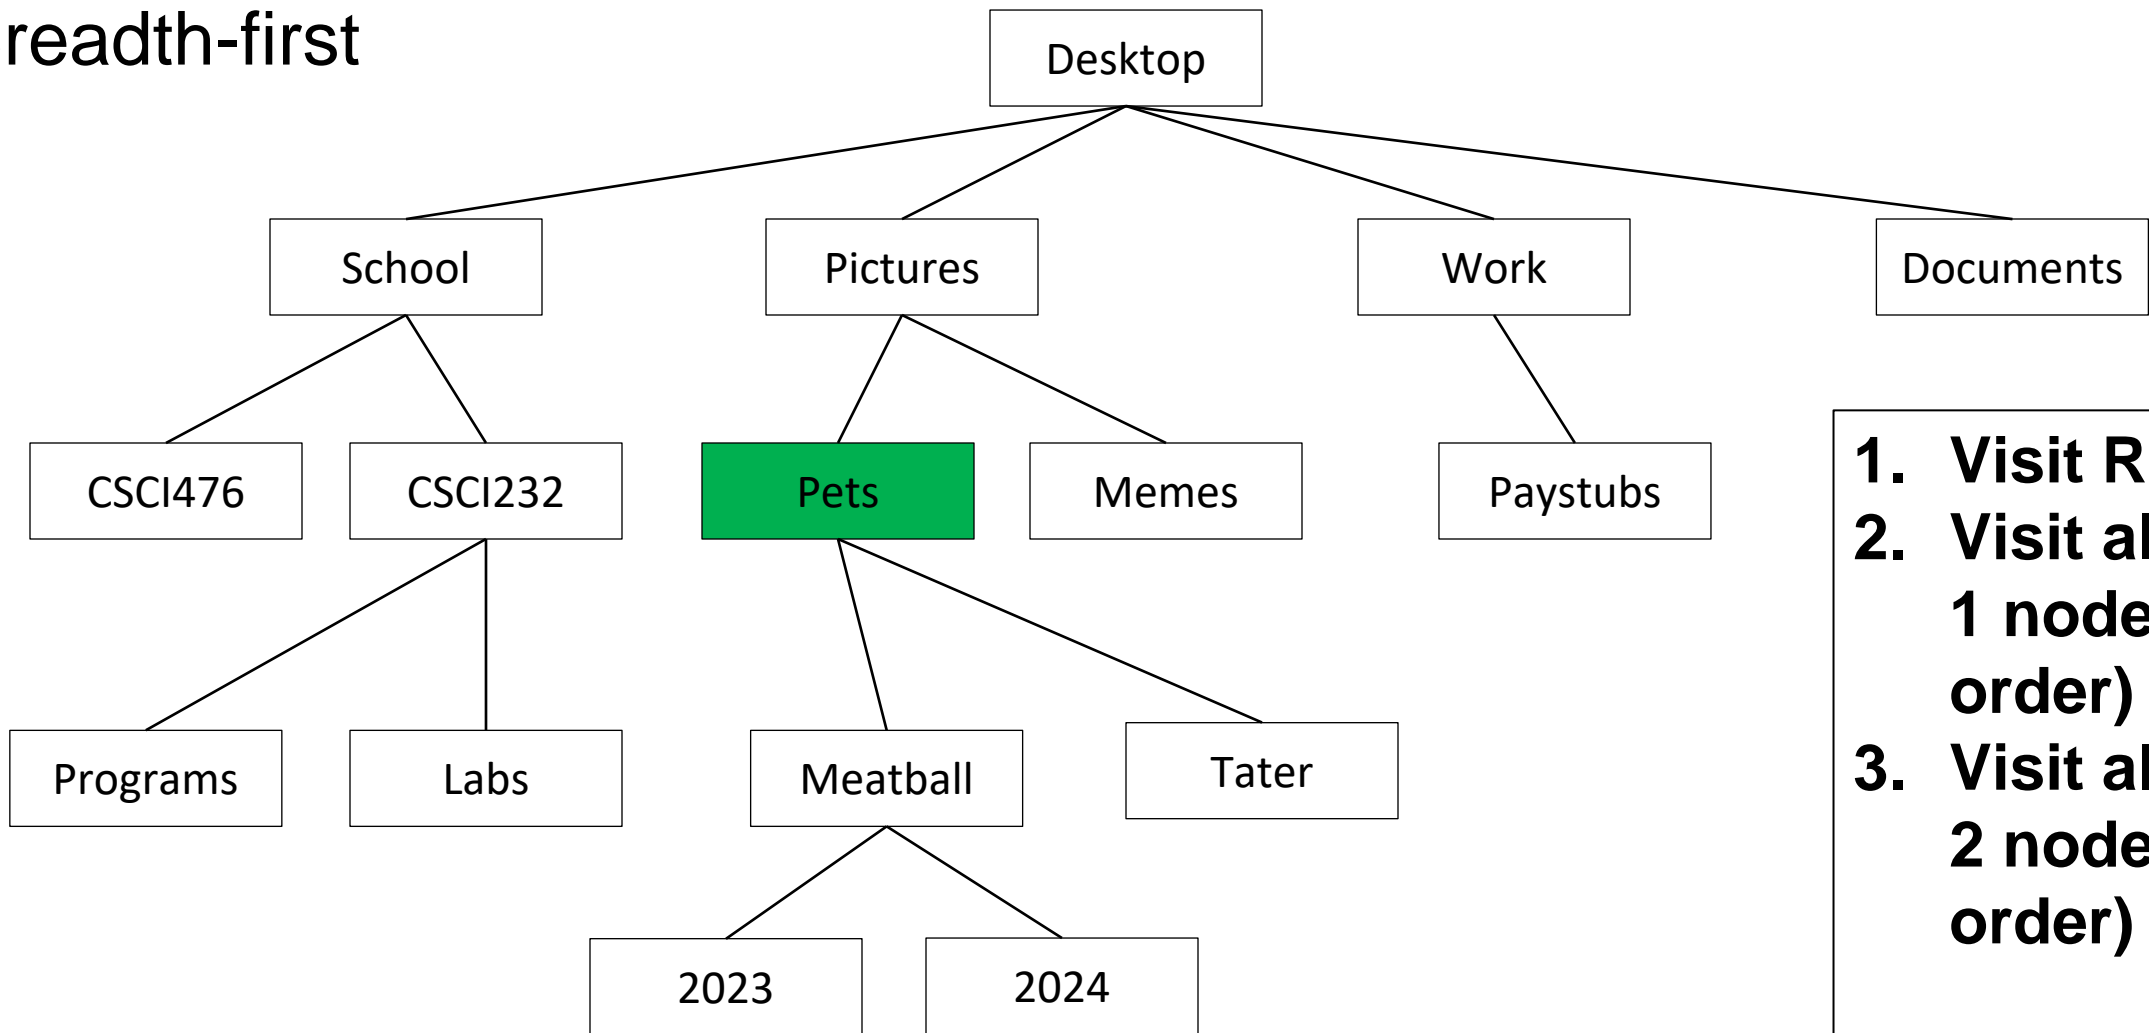 readth-first
Desktop
School
Pictures
Work
Documents
CSCI476
CSCI232
Pets
Memes
Paystubs
1. Visit R
2. Visit al
1 node
order)
3. Visit al
2 node
order)
Programs
Labs
Meatball
Tater
2023
2024